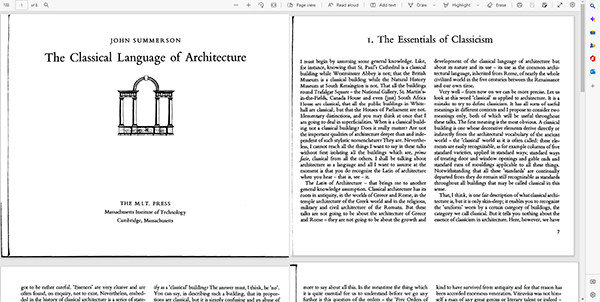 1 of 6
Page view
Read aloud
Add text
Draw
Highlight
Erase
JOHN SUMMERSON
The Classical Language of Architecture
THE M.I.T. PRESS
Massachusetts Institute of Technology
Cambridge, Massachusetts
1. The Essentials of Classicism
I must begin by assuming some general knowledge. Like,
for instance, knowing that St. Paul's Cathedral is a classical
building while Westminster Abbey is not; that the British
Museum is a classical building while the Natural History
Museum at South Kensington is not. That all the buildings
round Trafalgar Square – the National Gallery, St. Martin's-
in-the-Fields, Canada House and even (just) South Africa
House are classical, that all the public buildings in White-
hall are classical, but that the Houses of Parliament are not.
Elementary distinctions, and you may think at once that I
am going to deal in superficialities. When is a classical build-
ing not a classical building? Does it really matter? Are not
the important qualities of architecture deeper than and inde-
pendent of such stylistic nomenclature? They are. Neverthe-
less, I cannot reach all the things I want to say in these talks
without first isolating all the buildings which are, prima
facie, classical from all the others. I shall be talking about
architecture as a language and all I want to assume at the
moment is that you do recognize the Latin of architecture
when you hear – that is, see – it.
The Latin of Architecture – that brings me to another
general knowledge assumption. Classical architecture has its
roots in antiquity, in the worlds of Greece and Rome, in the
temple architecture of the Greek world and in the religious,
military and civil architecture of the Romans. But these
talks are not going to be about the architecture of Greece
and Rome – they are not going to be about the growth and
development of the classical language of architecture but
about its nature and its use – its use as the common archi-
tectural language, inherited from Rome, of nearly the whole
civilized world in the five centuries between the Renaissance
and our own time.
Very well – from now on we can be more precise. Let us
look at this word 'classical' as applied to architecture. It is a
mistake to try to define classicism. It has all sorts of useful
meanings in different contexts and I propose to consider two
meanings only, both of which will be useful throughout
these talks. The first meaning is the most obvious. A classical
building is one whose decorative elements derive directly or
indirectly from the architectural vocabulary of the ancient
world – the 'classical' world as it is often called: these ele-
ments are easily recognizable, as for example columns of five
standard varieties, applied in standard ways; standard ways
of treating door and window openings and gable ends and
standard runs of mouldings applicable to all these things.
Notwithstanding that all these 'standards' are continually
departed from they do remain still recognizable as standards
throughout all buildings that may be called classical in this
sense.
That, I think, is one fair description of what classical archi-
tecture is, but it is only skin-deep; it enables you to recognize
the 'uniform' worn by a certain category of buildings, the
category we call classical. But it tells you nothing about the
essence of classicism in architecture. Here, however, we have
7
got to be rather careful. 'Essences' are very elusive and are
often found, on enquiry, not to exist. Nevertheless, embed-
ded in the history of classical architecture is a series of state-
ify as a 'classical' building? The answer must, I think, be 'no'.
You can say, in describing such a building, that its propor-
tions are classical, but it is simply confusing and an abuse of
more to say about all this. In the meantime the thing which
it is quite essential for us to understand before we go any
further is this question of the orders – the 'Five Orders of
kind to have survived from antiquity and for that reason has
been accorded enormous veneration. Vitruvius was not him-
self a man of any great genius or literary talent or indeed –